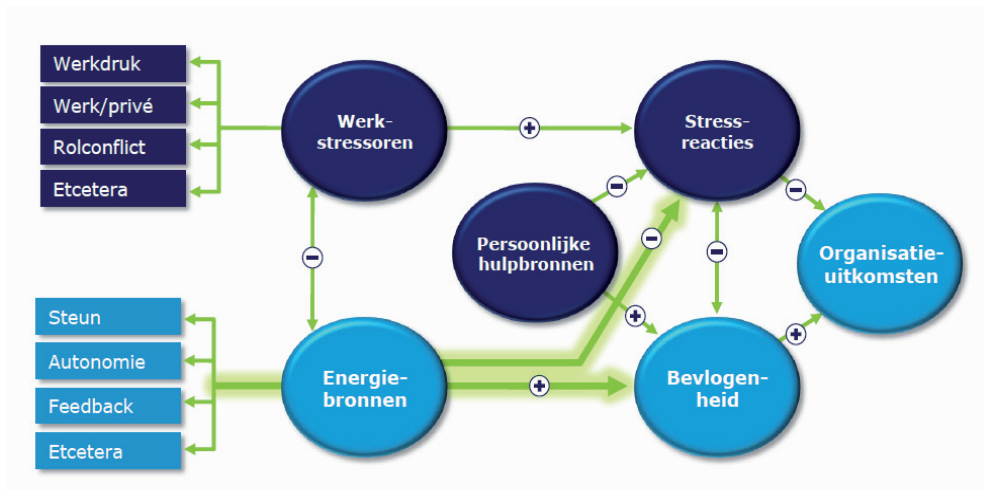 Werkdruk
Werk/privé
Rolconflict
Etcetera
Werk-
stressoren
+
Stress-
reacties
-
-
-
-
-
Persoonlijke
hulpbronnen
Organisatie-
uitkomsten
+
+
Steun
Autonomie
Feedback
Etcetera
Energie-
bronnen
+
Bevlogen-
heid